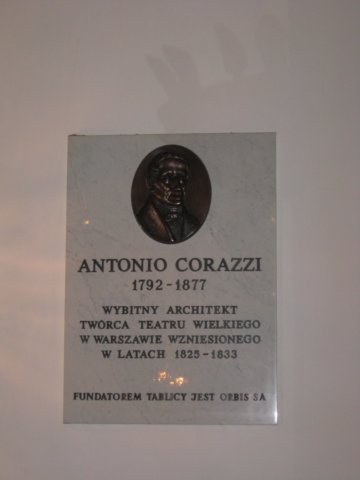 ANTONIO CORAZZI
1792-1877
WYBITNY ARCHITEKT
TWÓRCA TEATRU WIELKIEGO
W WARSZAWIE WZNIESIONEGO
W LATACH 1825-1833
FUNDATOREM TABLICY JEST ORBIS SA